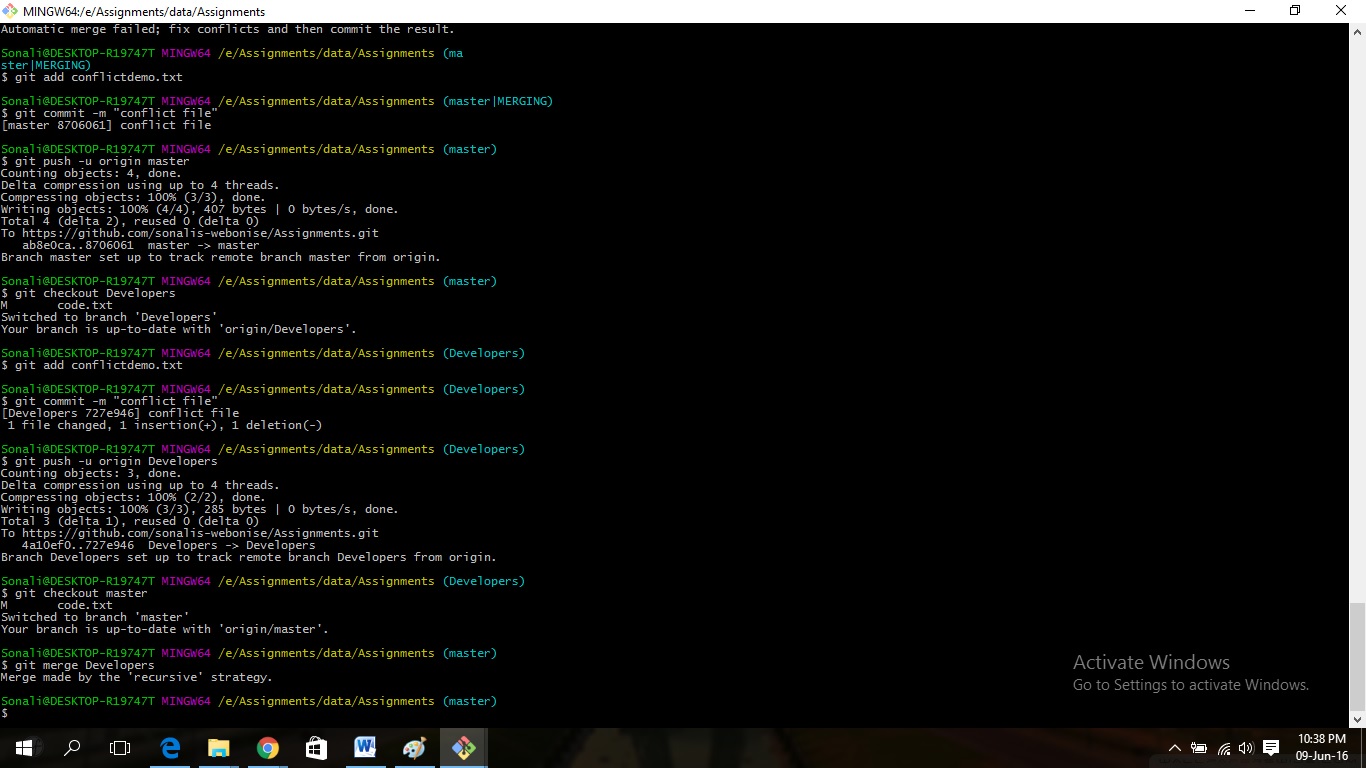 MINGW64:/e/Assignments/data/Assignments
Automatic merge failed; fix conflicts and then commit the result.
Sonali@DESKTOP-R19747T MINGW64 /e/Assignments/data/Assignments (ma
ster|MERGING)
$ git add conflictdemo.txt
Sonali@DESKTOP-R19747T MINGW64 /e/Assignments/data/Assignments (master|MERGING)
$ git commit -m "conflict file"
[master 8706061] conflict file
Sonali@DESKTOP-R19747T MINGW64 /e/Assignments/data/Assignments (master)
$ git push -u origin master
Counting objects: 4, done.
Delta compression using up to 4 threads.
Compressing objects: 100% (3/3), done.
Writing objects: 100% (4/4), 407 bytes | 0 bytes/s, done.
Total 4 (delta 2), reused 0 (delta 0)
To https://github.com/sonalis-webonise/Assignments.git
   ab8e0ca..8706061  master -> master
Branch master set up to track remote branch master from origin.
Sonali@DESKTOP-R19747T MINGW64 /e/Assignments/data/Assignments (master)
$ git checkout Developers
M       code.txt
Switched to branch 'Developers'
Your branch is up-to-date with 'origin/Developers'.
Sonali@DESKTOP-R19747T MINGW64 /e/Assignments/data/Assignments (Developers)
$ git add conflictdemo.txt
Sonali@DESKTOP-R19747T MINGW64 /e/Assignments/data/Assignments (Developers)
$ git commit -m "conflict file"
[Developers 727e946] conflict file
 1 file changed, 1 insertion(+), 1 deletion(-)
Sonali@DESKTOP-R19747T MINGW64 /e/Assignments/data/Assignments (Developers)
$ git push -u origin Developers
Counting objects: 3, done.
Delta compression using up to 4 threads.
Compressing objects: 100% (2/2), done.
Writing objects: 100% (3/3), 285 bytes | 0 bytes/s, done.
Total 3 (delta 1), reused 0 (delta 0)
To https://github.com/sonalis-webonise/Assignments.git
   4a10ef0..727e946  Developers -> Developers
Branch Developers set up to track remote branch Developers from origin.
Sonali@DESKTOP-R19747T MINGW64 /e/Assignments/data/Assignments (Developers)
$ git checkout master
M       code.txt
Switched to branch 'master'
Your branch is up-to-date with 'origin/master'.
Sonali@DESKTOP-R19747T MINGW64 /e/Assignments/data/Assignments (master)
$ git merge Developers
Merge made by the 'recursive' strategy.
Sonali@DESKTOP-R19747T MINGW64 /e/Assignments/data/Assignments (master)
$
Activate Windows
Go to Settings to activate Windows.
10:38 PM
09-Jun-16